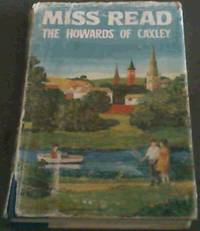 MISS READ
THE HOWARDS OF CAXLEY